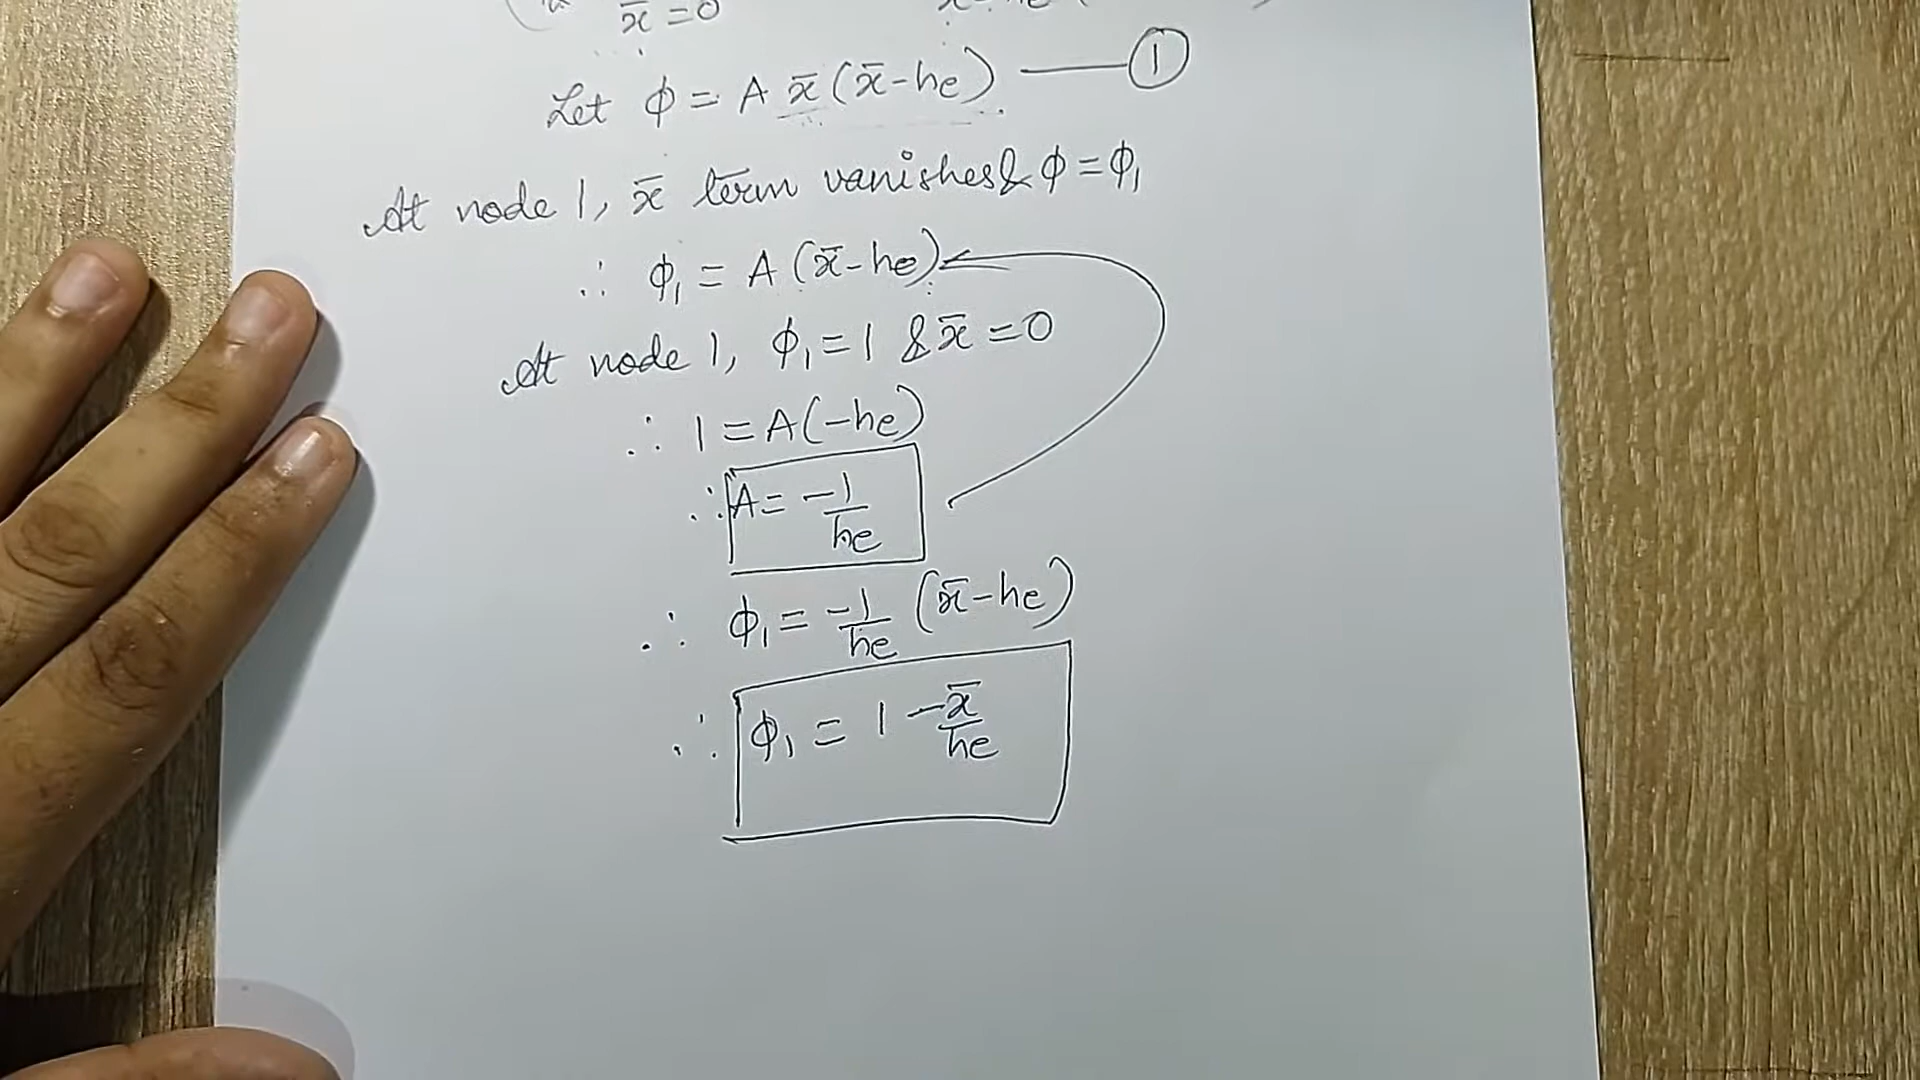 x̄ = 0
Let ϕ = A x̄ (x̄ - he) —— ①
At node 1, x̄ term vanishes & ϕ = ϕ₁
∴ ϕ₁ = A (x̄ - he)
At node 1, ϕ₁ = 1 & x̄ = 0
∴ 1 = A(-he)
∴ A = -1/he
∴ ϕ₁ = -1/he (x̄ - he)
∴ ϕ₁ = 1 - x̄/he